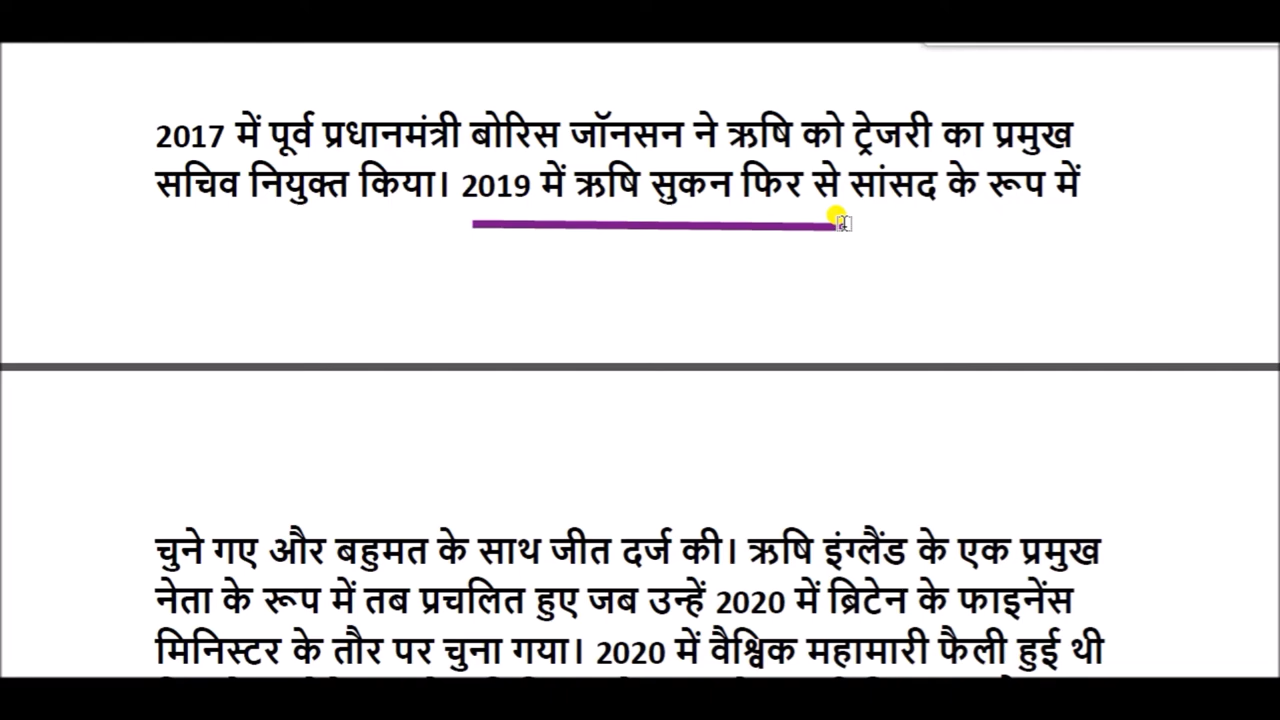 2017 में पूर्व प्रधानमंत्री बोरिस जॉनसन ने ऋषि को ट्रेजरी का प्रमुख
सचिव नियुक्त किया। 2019 में ऋषि सुकन फिर से सांसद के रूप में
चुने गए और बहुमत के साथ जीत दर्ज की। ऋषि इंग्लैंड के एक प्रमुख
नेता के रूप में तब प्रचलित हुए जब उन्हें 2020 में ब्रिटेन के फाइनेंस
मिनिस्टर के तौर पर चुना गया। 2020 में वैश्विक महामारी फैली हुई थी